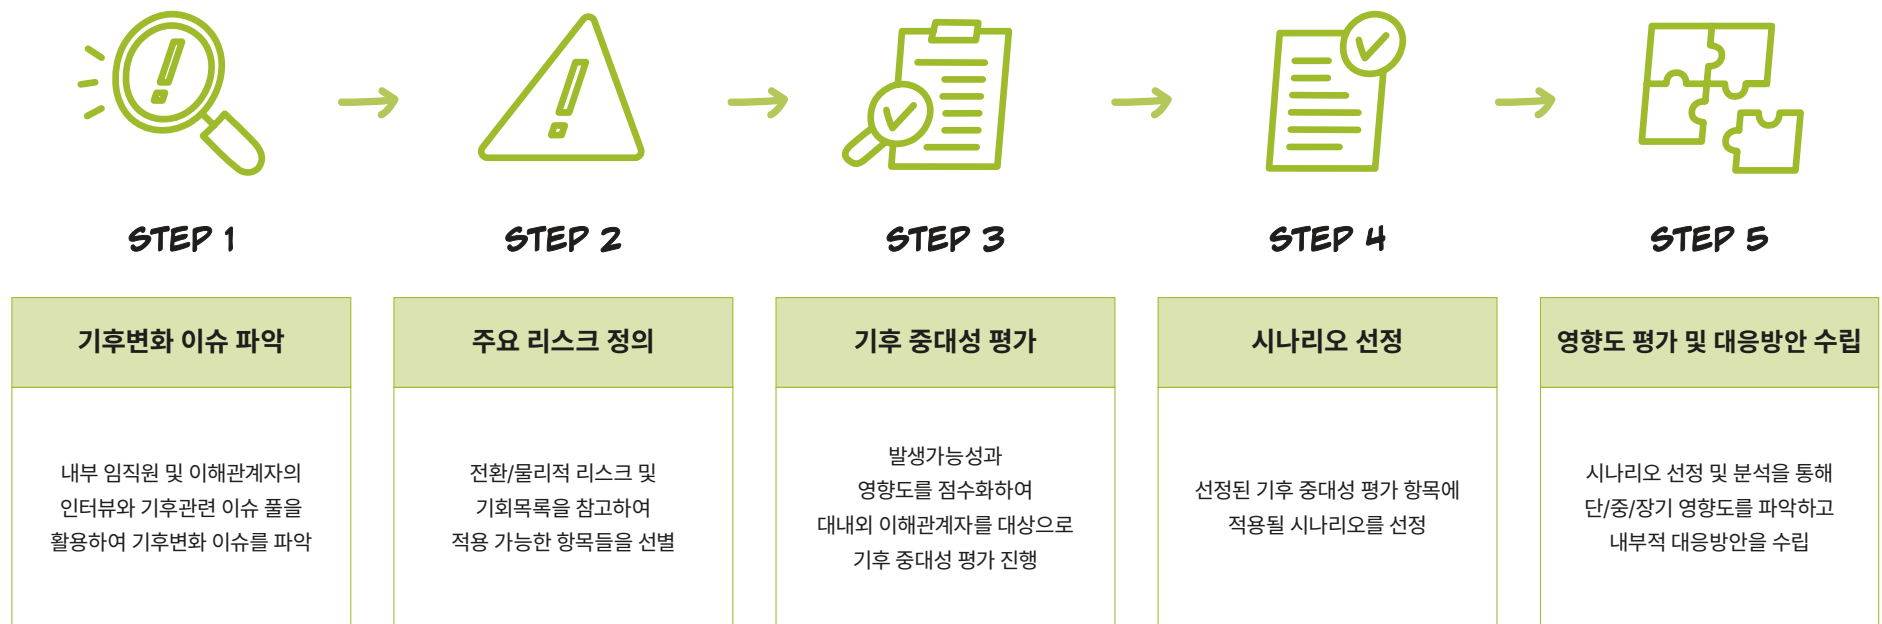 STEP 1
기후변화 이슈 파악
내부 임직원 및 이해관계자의
인터뷰와 기후관련 이슈 풀을
활용하여 기후변화 이슈를 파악
STEP 2
주요 리스크 정의
전환/물리적 리스크 및
기회목록을 참고하여
적용 가능한 항목들을 선별
STEP 3
기후 중대성 평가
발생가능성과
영향도를 점수화하여
대내외 이해관계자를 대상으로
기후 중대성 평가 진행
STEP 4
시나리오 선정
선정된 기후 중대성 평가 항목에
적용될 시나리오를 선정
STEP 5
영향도 평가 및 대응방안 수립
시나리오 선정 및 분석을 통해
단/중/장기 영향도를 파악하고
내부적 대응방안을 수립